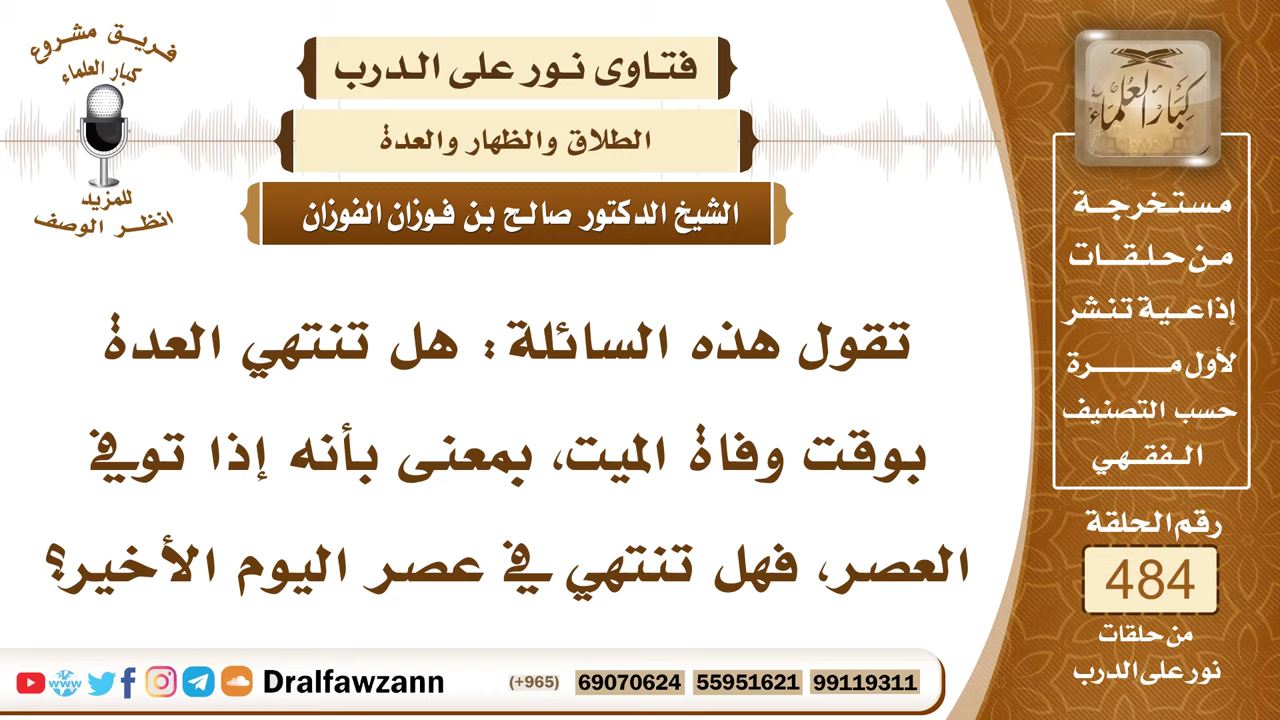 فريق مشروع
كبار العلماء
للمزيد
انظر الوصف
فتاوى نور على الدرب
الطلاق والظهار والعدة
الشيخ الدكتور صالح بن فوزان الفوزان
تقول هذه السائلة: هل تنتهي العدة
بوقت وفاة الميت، بمعنى بأنه إذا توفي
العصر، فهل تنتهي في عصر اليوم الأخير؟
كبار العلماء
مستخرجة
من حلقات
إذاعية تنشر
لأول مرة
حسب التصنيف
الفقهي
رقم الحلقة
484
من حلقات
نور على الدرب
www
Dralfawzann (+965) 69070624 55951621 99119311